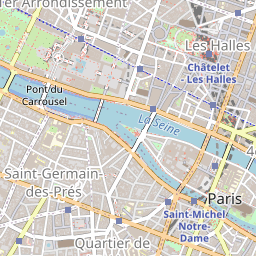 1er Arrondissement
Les Halles
Châtelet
- Les Halles
Pont du
Carrousel
La Seine
Saint-Germain-
des-Prés
Paris
Saint-Michel
Notre-
Dame
Quartier de